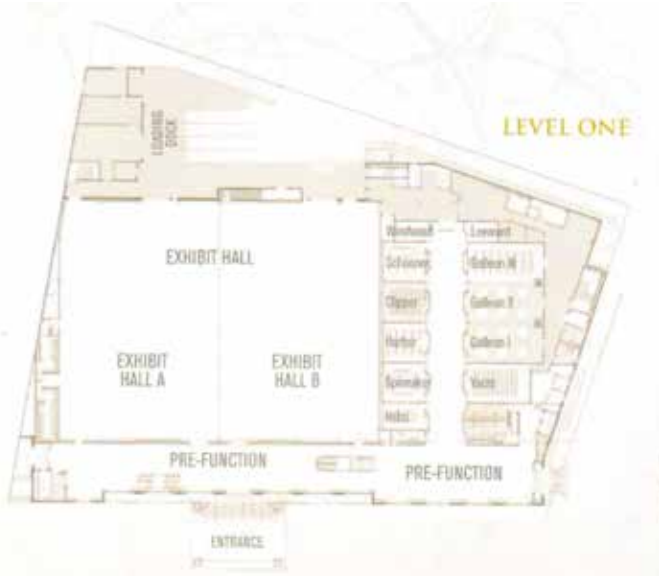 LEVEL ONE
LOADING
DOCK
Windward
Leeward
EXHIBIT HALL
Schooner
Galleon III
Clipper
Galleon II
Harbor
Galleon I
EXHIBIT
HALL A
EXHIBIT
HALL B
Spinnaker
Yacht
PRE-FUNCTION
PRE-FUNCTION
ENTRANCE